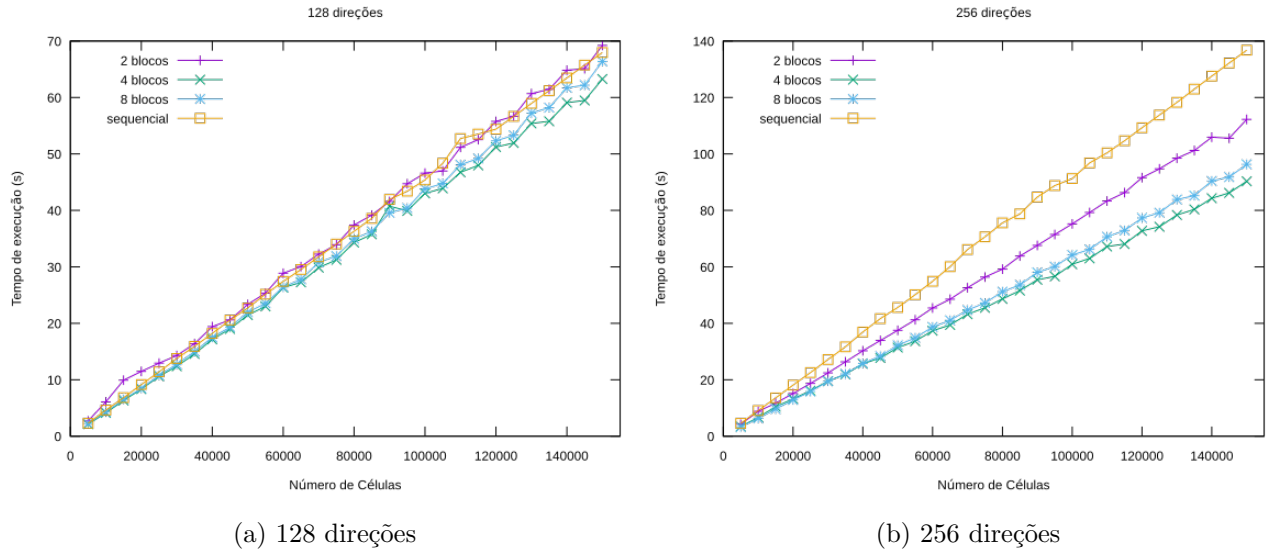 128 direções
70
60
50
40
30
20
10
0
Tempo de execução (s)
2 blocos
4 blocos
8 blocos
sequencial
0 20000 40000 60000 80000 100000 120000 140000
Número de Células
(a) 128 direções
256 direções
140
120
100
80
60
40
20
0
Tempo de execução (s)
2 blocos
4 blocos
8 blocos
sequencial
0 20000 40000 60000 80000 100000 120000 140000
Número de Células
(b) 256 direções